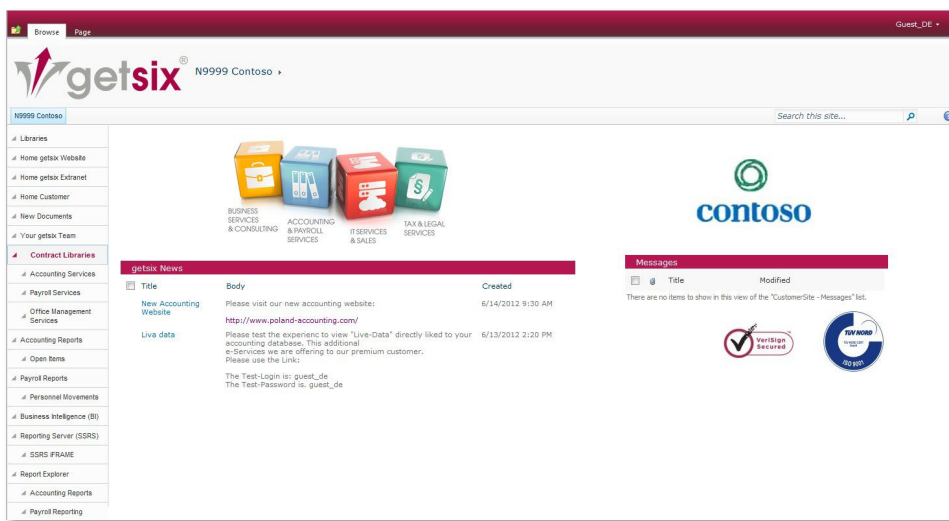 Guest_DE
Browse Page
getsix® N9999 Contoso
N9999 Contoso
Search this site...
Libraries
Home getsix Website
Home getsix Extranet
Home Customer
New Documents
Your getsix Team
Contract Libraries
Accounting Services
Payroll Services
Office Management
Services
Accounting Reports
Open Items
Payroll Reports
Personnel Movements
Business Intelligence (BI)
Reporting Server (SSRS)
SSRS iFRAME
Report Explorer
Accounting Reports
Payroll Reporting
BUSINESS
SERVICES
& CONSULTING
ACCOUNTING
& PAYROLL
SERVICES
IT SERVICES
& SALES
TAX & LEGAL
SERVICES
getsix News
Title Body Created
New Accounting
Website
Please visit our new accounting website:
http://www.poland-accounting.com/
6/14/2012 9:30 AM
Liva data
Please test the experienc to view "Live-Data" directly liked to your
accounting database. This additional
e-Services we are offering to our premium customer.
Please use the Link:
The Test-Login is: guest_de
The Test-Password is. guest_de
6/13/2012 2:20 PM
contoso
Messages
Title Modified
There are no items to show in this view of the "CustomerSite - Messages" list.
VeriSign
Secured
TÜV NORD
ISO 9001